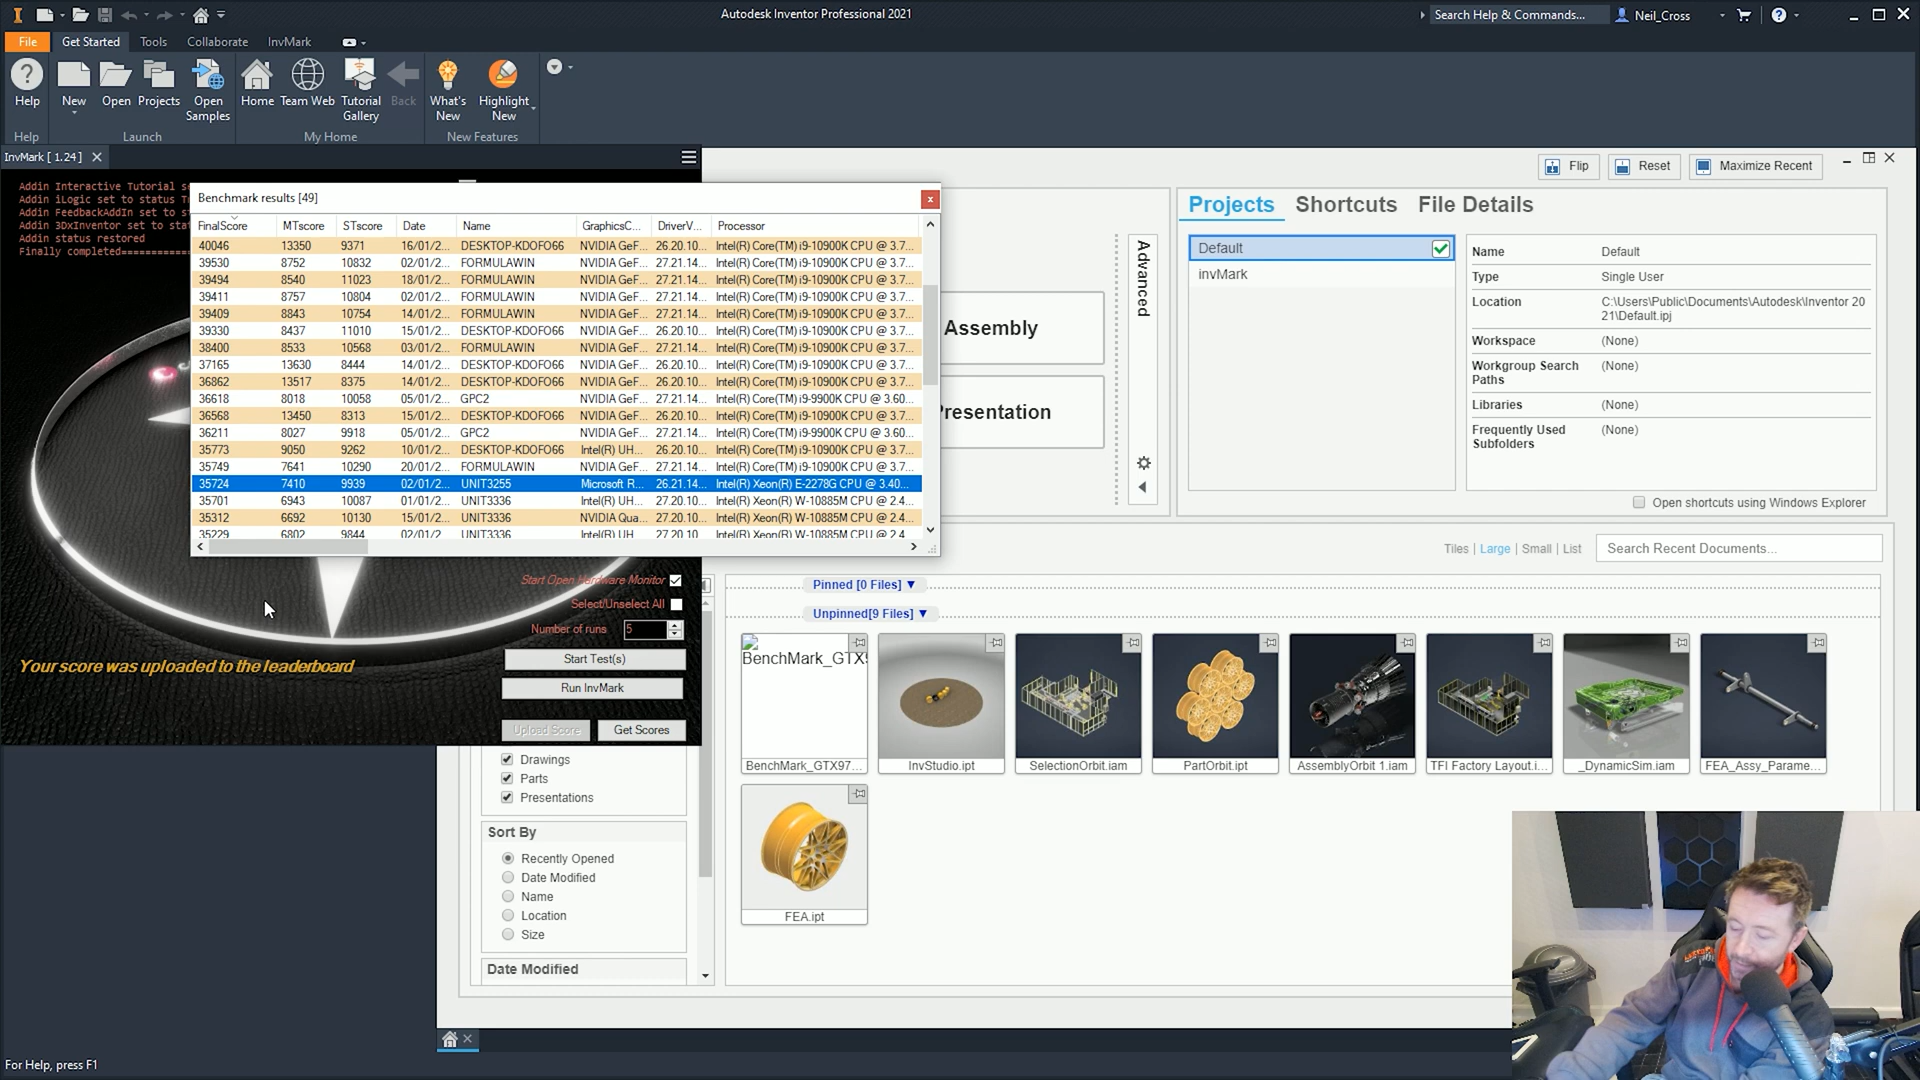 Autodesk Inventor Professional 2021
Search Help & Commands...
Neil_Cross
File
Get Started
Tools
Collaborate
InvMark
Help
New
Open
Projects
Open
Samples
Home
Team Web
Tutorial
Gallery
Back
What's
New
Highlight
New
Help
Launch
My Home
New Features
InvMark [ 1.24 ]
Addin Interactive Tutorial s
Addin iLogic set to status T
Addin FeedbackAddIn set to s
Addin 3DxInventor set to stat
Addin status restored
Finally completed============
Benchmark results [49]
FinalScore MTscore STscore Date Name GraphicsC... DriverV... Processor
40046 13350 9371 16/01/2... DESKTOP-KDOFO66 NVIDIA GeF... 26.20.10... Intel(R) Core(TM) i9-10900K CPU @ 3.7...
39530 8752 10832 02/01/2... FORMULAWIN NVIDIA GeF... 27.21.14... Intel(R) Core(TM) i9-10900K CPU @ 3.7...
39494 8540 11023 18/01/2... FORMULAWIN NVIDIA GeF... 27.21.14... Intel(R) Core(TM) i9-10900K CPU @ 3.7...
39411 8757 10804 02/01/2... FORMULAWIN NVIDIA GeF... 27.21.14... Intel(R) Core(TM) i9-10900K CPU @ 3.7...
39409 8843 10754 14/01/2... FORMULAWIN NVIDIA GeF... 27.21.14... Intel(R) Core(TM) i9-10900K CPU @ 3.7...
39330 8437 11010 15/01/2... DESKTOP-KDOFO66 NVIDIA GeF... 26.20.10... Intel(R) Core(TM) i9-10900K CPU @ 3.7...
38400 8533 10568 03/01/2... FORMULAWIN NVIDIA GeF... 27.21.14... Intel(R) Core(TM) i9-10900K CPU @ 3.7...
37165 13630 8444 14/01/2... DESKTOP-KDOFO66 NVIDIA GeF... 26.20.10... Intel(R) Core(TM) i9-10900K CPU @ 3.7...
36862 13517 8375 14/01/2... DESKTOP-KDOFO66 NVIDIA GeF... 26.20.10... Intel(R) Core(TM) i9-10900K CPU @ 3.7...
36618 8018 10058 05/01/2... GPC2 NVIDIA GeF... 27.21.14... Intel(R) Core(TM) i9-9900K CPU @ 3.60...
36568 13450 8313 15/01/2... DESKTOP-KDOFO66 NVIDIA GeF... 26.20.10... Intel(R) Core(TM) i9-10900K CPU @ 3.7...
36211 8027 9918 05/01/2... GPC2 NVIDIA GeF... 27.21.14... Intel(R) Core(TM) i9-9900K CPU @ 3.60...
35773 9050 9262 10/01/2... DESKTOP-KDOFO66 Intel(R) UH... 26.20.10... Intel(R) Core(TM) i9-10900K CPU @ 3.7...
35749 7641 10290 20/01/2... FORMULAWIN NVIDIA GeF... 27.21.14... Intel(R) Core(TM) i9-10900K CPU @ 3.7...
35724 7410 9939 02/01/2... UNIT3255 Microsoft R... 26.21.14... Intel(R) Xeon(R) E-2278G CPU @ 3.40...
35701 6943 10087 01/01/2... UNIT3336 Intel(R) UH... 27.20.10... Intel(R) Xeon(R) W-10885M CPU @ 2.4...
35312 6692 10130 15/01/2... UNIT3336 NVIDIA Qua... 27.20.10... Intel(R) Xeon(R) W-10885M CPU @ 2.4...
35229 6802 9844 02/01/2... UNIT3336 Intel(R) UH... 27.20.10... Intel(R) Xeon(R) W-10885M CPU @ 2.4...
Start Open Hardware Monitor
Select/Unselect All
Number of runs 5
Your score was uploaded to the leaderboard
Start Test(s)
Run InvMark
Upload Score
Get Scores
Assembly
Presentation
Advanced
Flip
Reset
Maximize Recent
Projects Shortcuts File Details
Default
invMark
Name Default
Type Single User
Location C:\Users\Public\Documents\Autodesk\Inventor 20
21\Default.ipj
Workspace (None)
Workgroup Search (None)
Paths
Libraries (None)
Frequently Used (None)
Subfolders
Open shortcuts using Windows Explorer
Tiles | Large | Small | List
Search Recent Documents...
Pinned [0 Files] ▼
Unpinned[9 Files] ▼
BenchMark_GTX9
BenchMark_GTX97...
InvStudio.ipt
SelectionOrbit.iam
PartOrbit.ipt
AssemblyOrbit 1.iam
TFI Factory Layout.i...
_DynamicSim.iam
FEA_Assy_Parame...
FEA.ipt
Drawings
Parts
Presentations
Sort By
Recently Opened
Date Modified
Name
Location
Size
Date Modified
For Help, press F1